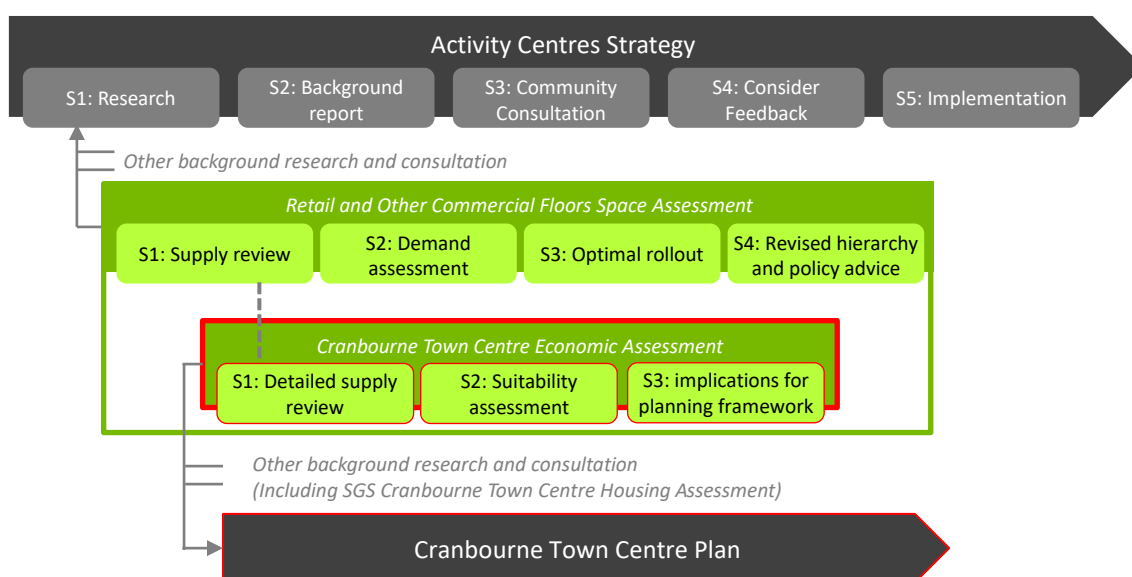 Activity Centres Strategy
S1: Research
S2: Background
report
S3: Community
Consultation
S4: Consider
Feedback
S5: Implementation
Other background research and consultation
Retail and Other Commercial Floors Space Assessment
S1: Supply review
S2: Demand
assessment
S3: Optimal rollout
S4: Revised hierarchy
and policy advice
Cranbourne Town Centre Economic Assessment
S1: Detailed supply
review
S2: Suitability
assessment
S3: implications for
planning framework
Other background research and consultation
(Including SGS Cranbourne Town Centre Housing Assessment)
Cranbourne Town Centre Plan